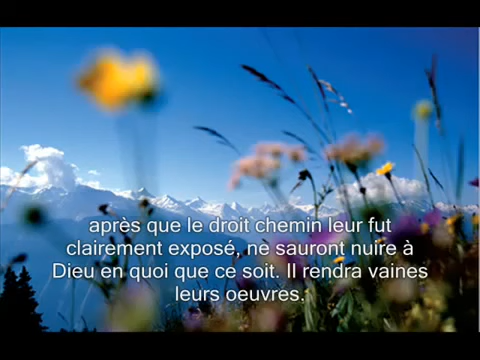 après que le droit chemin leur fut
clairement exposé, ne sauront nuire à
Dieu en quoi que ce soit. Il rendra vaines
leurs oeuvres.